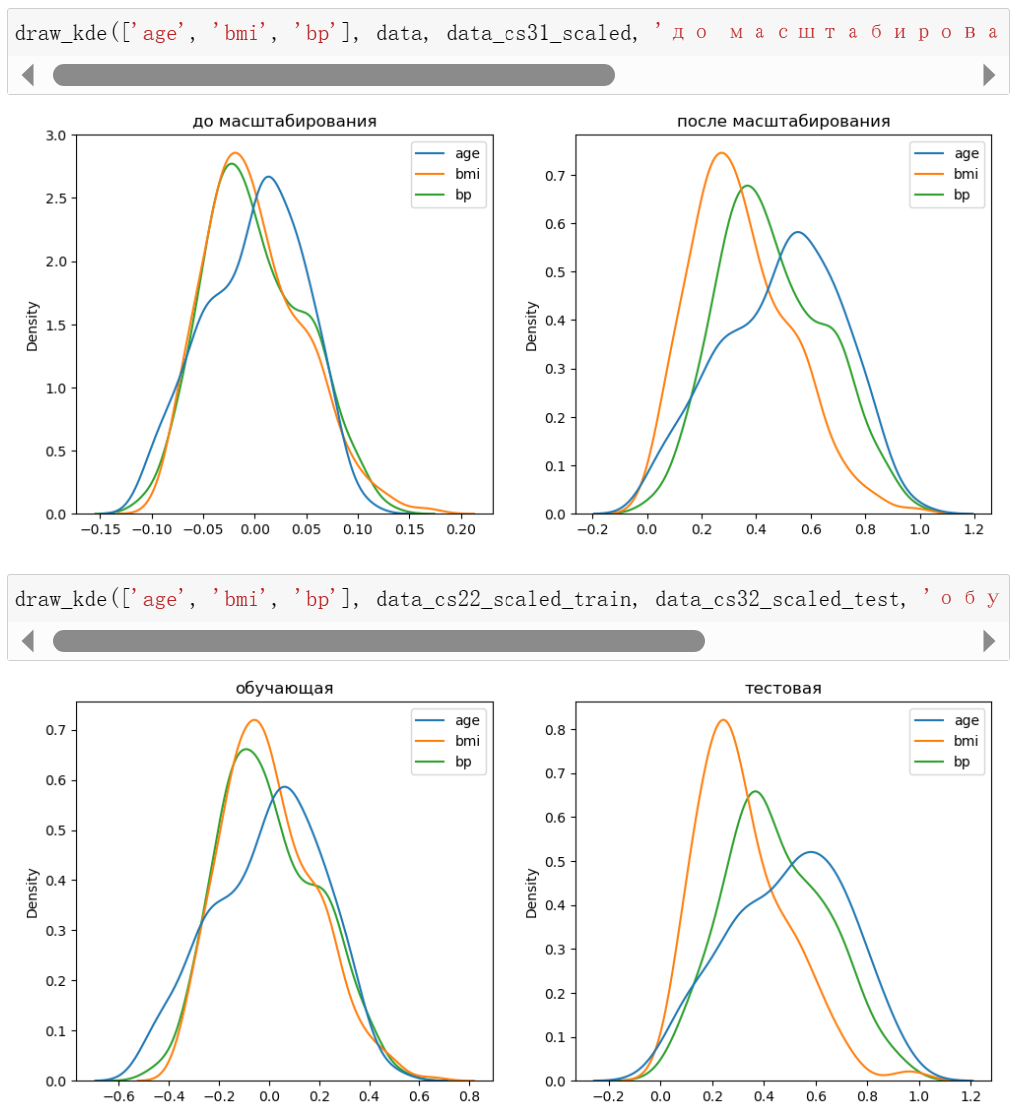 draw_kde(['age', 'bmi', 'bp'], data, data_cs31_scaled, 'до масштабирова
до масштабирования
3.0
2.5
2.0
1.5
1.0
0.5
0.0
Density
−0.15 −0.10 −0.05 0.00 0.05 0.10 0.15 0.20
age
bmi
bp
после масштабирования
0.7
0.6
0.5
0.4
0.3
0.2
0.1
0.0
Density
−0.2 0.0 0.2 0.4 0.6 0.8 1.0 1.2
age
bmi
bp
draw_kde(['age', 'bmi', 'bp'], data_cs22_scaled_train, data_cs32_scaled_test, 'обу
обучающая
0.7
0.6
0.5
0.4
0.3
0.2
0.1
0.0
Density
−0.6 −0.4 −0.2 0.0 0.2 0.4 0.6 0.8
age
bmi
bp
тестовая
0.8
0.7
0.6
0.5
0.4
0.3
0.2
0.1
0.0
Density
−0.2 0.0 0.2 0.4 0.6 0.8 1.0 1.2
age
bmi
bp